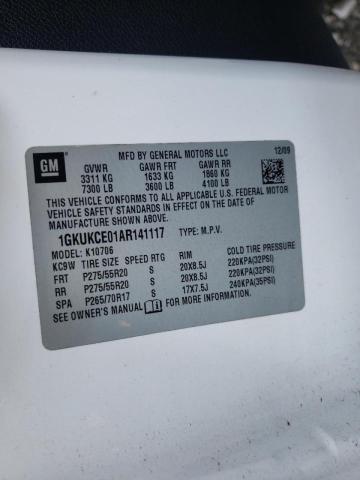 GM
MFD BY GENERAL MOTORS LLC
12/09
GVWR GAWR FRT GAWR RR
3311 KG 1633 KG 1860 KG
7300 LB 3600 LB 4100 LB
THIS VEHICLE CONFORMS TO ALL APPLICABLE U.S. FEDERAL MOTOR
VEHICLE SAFETY STANDARDS IN EFFECT ON THE DATE OF
MANUFACTURE SHOWN ABOVE.
1GKUKCE01AR141117 TYPE: M.P.V.
MODEL: K10706
KC9W TIRE SIZE SPEED RTG RIM COLD TIRE PRESSURE
FRT P275/55R20 S 20X8.5J 220KPA(32PSI)
RR P275/55R20 S 20X8.5J 220KPA(32PSI)
SPA P265/70R17 S 17X7.5J 240KPA(35PSI)
SEE OWNER'S MANUAL FOR MORE INFORMATION.